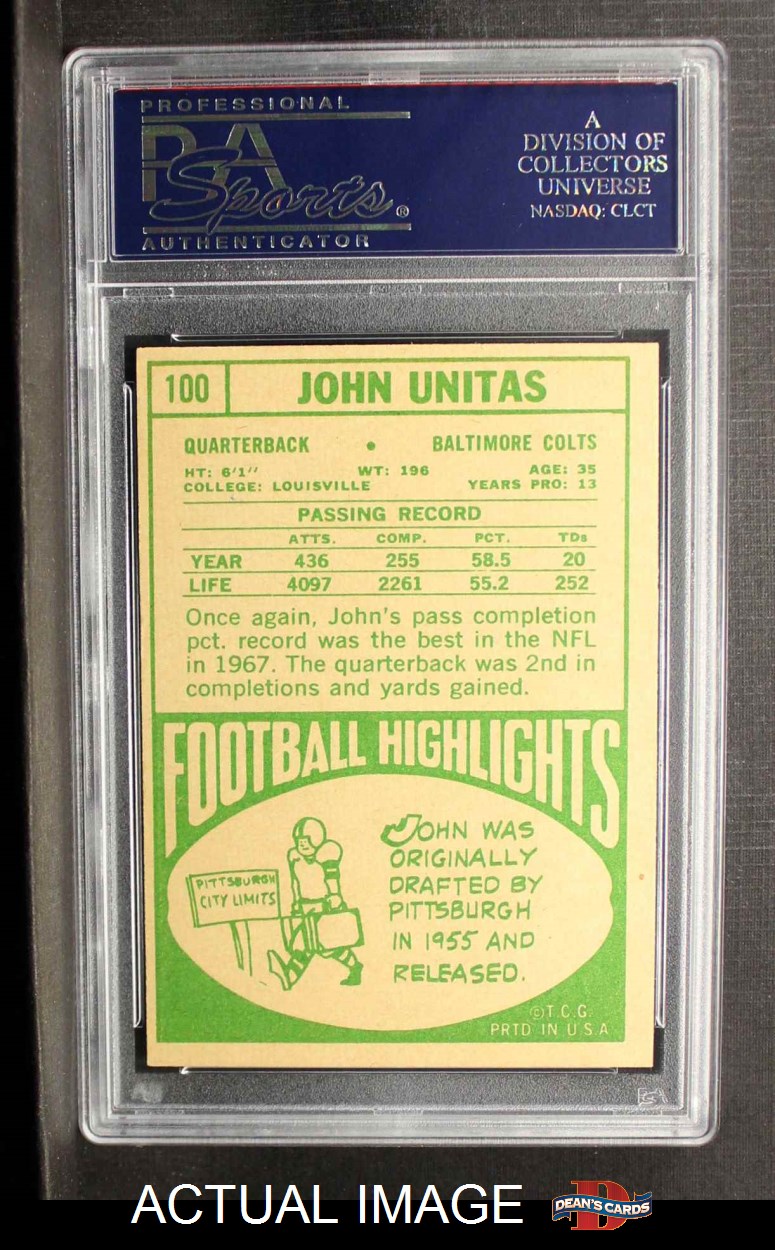 PROFESSIONAL
PSA
Sports®
AUTHENTICATOR
A
DIVISION OF
COLLECTORS
UNIVERSE
NASDAQ: CLCT
100 JOHN UNITAS
QUARTERBACK • BALTIMORE COLTS
HT: 6'1'' WT: 196 AGE: 35
COLLEGE: LOUISVILLE YEARS PRO: 13
PASSING RECORD
ATTS. COMP. PCT. TDs
YEAR 436 255 58.5 20
LIFE 4097 2261 55.2 252
Once again, John's pass completion
pct. record was the best in the NFL
in 1967. The quarterback was 2nd in
completions and yards gained.
FOOTBALL HIGHLIGHTS
PITTSBURGH
CITY LIMITS
JOHN WAS
ORIGINALLY
DRAFTED BY
PITTSBURGH
IN 1955 AND
RELEASED.
©T.C.G.
PRTD IN U.S.A
ACTUAL IMAGE
D
DEAN'S CARDS